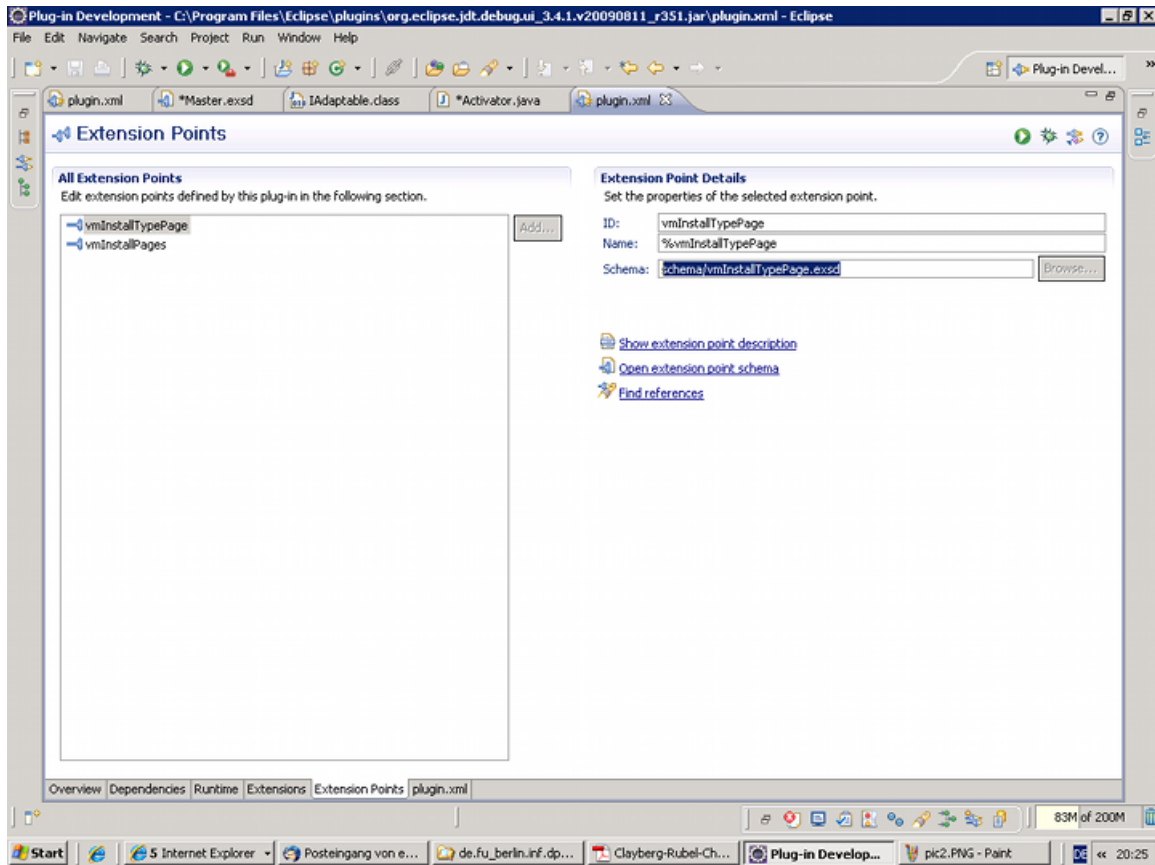 Plug-in Development - C:\Program Files\Eclipse\plugins\org.eclipse.jdt.debug.ui_3.4.1.v20090811_r351.jar\plugin.xml - Eclipse
File Edit Navigate Search Project Run Window Help
Plug-in Devel... »
plugin.xml *Master.exsd IAdaptable.class *Activator.java plugin.xml
Extension Points
All Extension Points
Edit extension points defined by this plug-in in the following section.
vmInstallTypePage
vmInstallPages
Add...
Extension Point Details
Set the properties of the selected extension point.
ID: vmInstallTypePage
Name: %vmInstallTypePage
Schema: schema/vmInstallTypePage.exsd Browse...
Show extension point description
Open extension point schema
Find references
Overview Dependencies Runtime Extensions Extension Points plugin.xml
83M of 200M
Start 5 Internet Explorer Posteingang von e... de.fu_berlin.inf.dp... Clayberg-Rubel-Ch... Plug-in Develop... pic2.PNG - Paint DE « 20:25